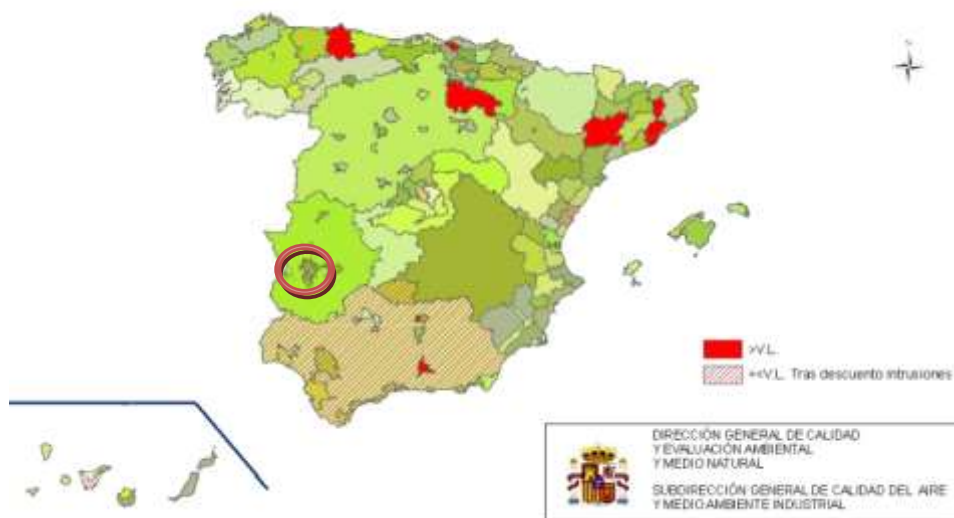 >V.L.
=<V.L. Tras descuento intrusiones
DIRECCIÓN GENERAL DE CALIDAD
Y EVALUACIÓN AMBIENTAL
Y MEDIO NATURAL
SUBDIRECCIÓN GENERAL DE CALIDAD DEL AIRE
Y MEDIO AMBIENTE INDUSTRIAL